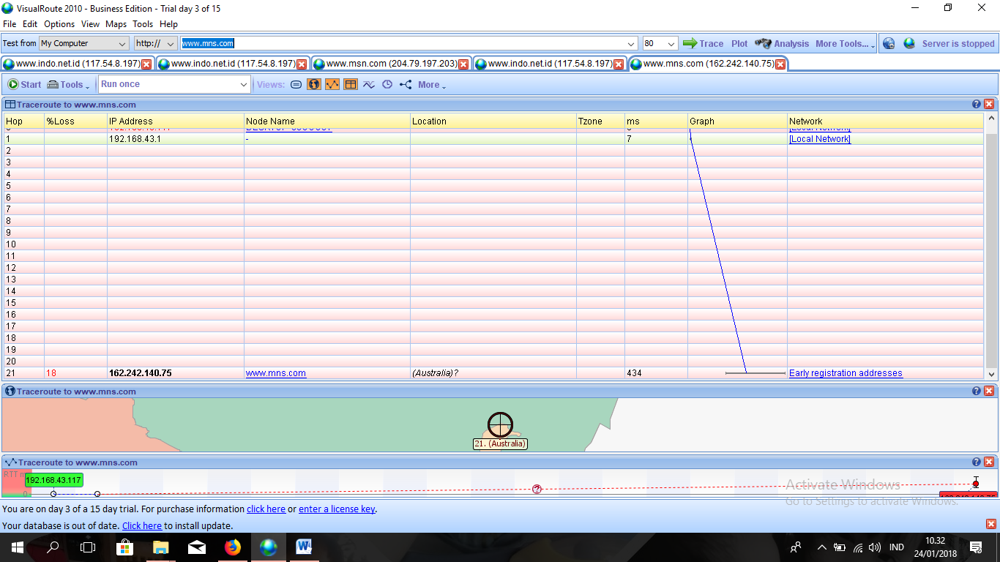 VisualRoute 2010 - Business Edition - Trial day 3 of 15
File Edit Options View Maps Tools Help
Test from My Computer http:// www.mns.com 80 Trace Plot Analysis More Tools... Server is stopped
www.indo.net.id (117.54.8.197) www.indo.net.id (117.54.8.197) www.msn.com (204.79.197.203) www.indo.net.id (117.54.8.197) www.mns.com (162.242.140.75)
Start Tools Run once Views: More
Traceroute to www.mns.com
Hop %Loss IP Address Node Name Location Tzone ms Graph Network
1 192.168.43.1 - 7 [Local Network]
2
3
4
5
6
7
8
9
10
11
12
13
14
15
16
17
18
19
20
21 18 162.242.140.75 www.mns.com (Australia)? 434 Early registration addresses
Traceroute to www.mns.com
21. (Australia)
Traceroute to www.mns.com
192.168.43.117
0
Activate Windows
Go to Settings to activate Windows.
You are on day 3 of a 15 day trial. For purchase information click here or enter a license key.
Your database is out of date. Click here to install update.
IND
10.32
24/01/2018